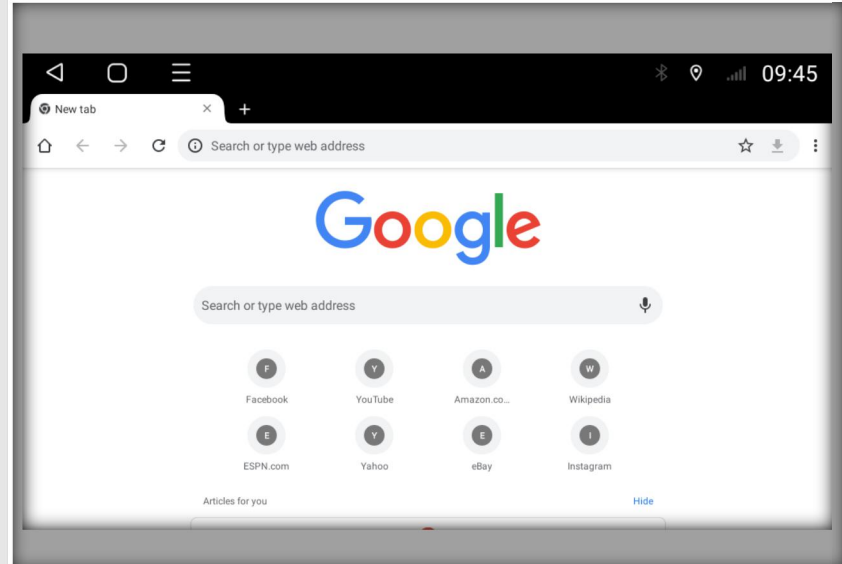 09:45
New tab
Search or type web address
Google
Search or type web address
F Y A W
Facebook YouTube Amazon.co... Wikipedia
E Y E I
ESPN.com Yahoo eBay Instagram
Articles for you Hide